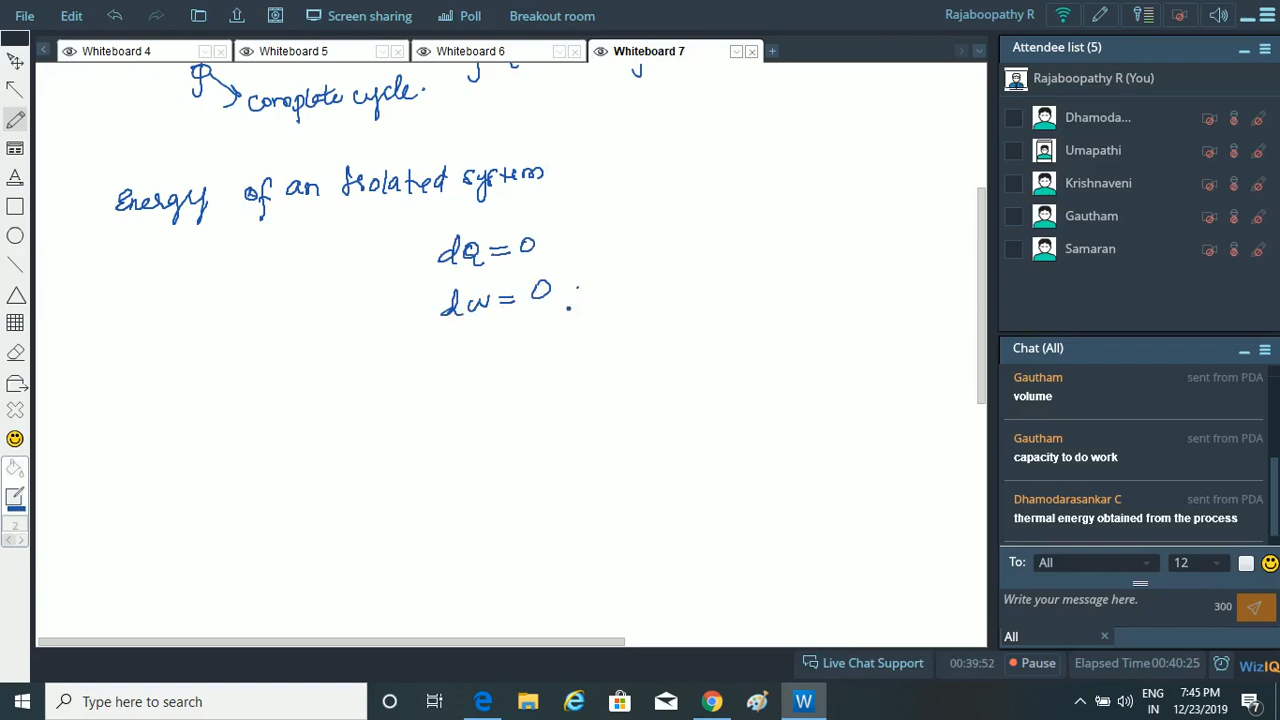 File Edit Screen sharing Poll Breakout room Rajaboopathy R
Whiteboard 4 Whiteboard 5 Whiteboard 6 Whiteboard 7
complete cycle.
Energy of an Isolated system
dQ = 0
dw = 0
Attendee list (5)
Rajaboopathy R (You)
Dhamoda...
Umapathi
Krishnaveni
Gautham
Samaran
Chat (All)
Gautham sent from PDA
volume
Gautham sent from PDA
capacity to do work
Dhamodarasankar C sent from PDA
thermal energy obtained from the process
To: All 12
Write your message here. 300
All
2
Live Chat Support 00:39:52 Pause Elapsed Time 00:40:25 WizIQ
Type here to search
ENG 7:45 PM
IN 12/23/2019